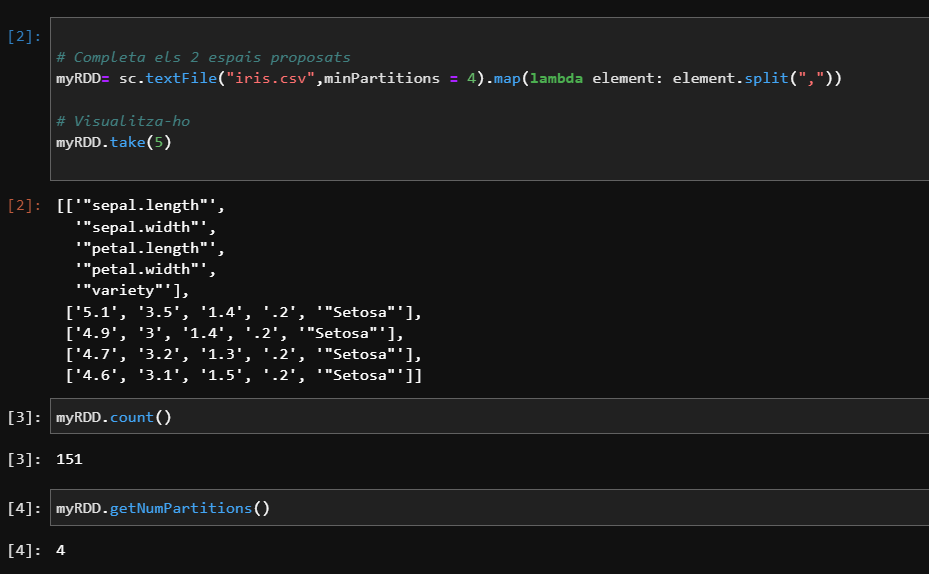 [2]:
# Completa els 2 espais proposats
myRDD= sc.textFile("iris.csv",minPartitions = 4).map(lambda element: element.split(","))
# Visualitza-ho
myRDD.take(5)
[2]: [['"sepal.length"',
'"sepal.width"',
'"petal.length"',
'"petal.width"',
'"variety"'],
['5.1', '3.5', '1.4', '.2', '"Setosa"'],
['4.9', '3', '1.4', '.2', '"Setosa"'],
['4.7', '3.2', '1.3', '.2', '"Setosa"'],
['4.6', '3.1', '1.5', '.2', '"Setosa"']]
[3]: myRDD.count()
[3]: 151
[4]: myRDD.getNumPartitions()
[4]: 4